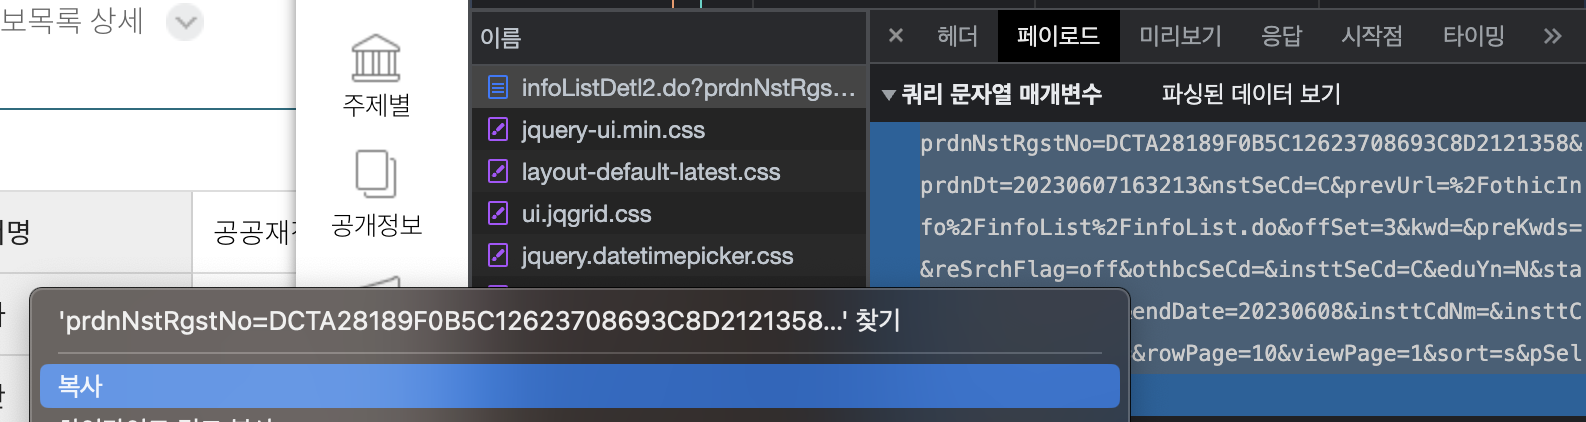 보목록 상세
주제별
공개정보
명
공공재
이름
infoListDetl2.do?prdnNstRgs...
jquery-ui.min.css
layout-default-latest.css
ui.jqgrid.css
jquery.datetimepicker.css
헤더
페이로드
미리보기
응답
시작점
타이밍
쿼리 문자열 매개변수
파싱된 데이터 보기
prdnNstRgstNo=DCTA28189F0B5C12623708693C8D2121358&
prdnDt=20230607163213&nstSeCd=C&prevUrl=%2FothicIn
fo%2FinfoList%2FinfoList.do&offSet=3&kwd=&preKwds=
&reSrchFlag=off&othbcSeCd=&insttSeCd=C&eduYn=N&sta
endDate=20230608&insttCdNm=&insttC
&rowPage=10&viewPage=1&sort=s&pSel
'prdnNstRgstNo=DCTA28189F0B5C12623708693C8D2121358...' 찾기
복사